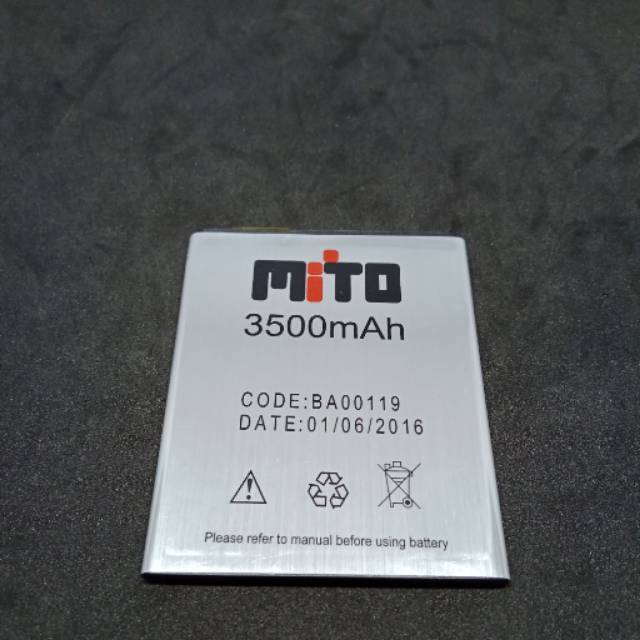 MiTO
3500mAh
CODE:BA00119
DATE:01/06/2016
Please refer to manual before using battery